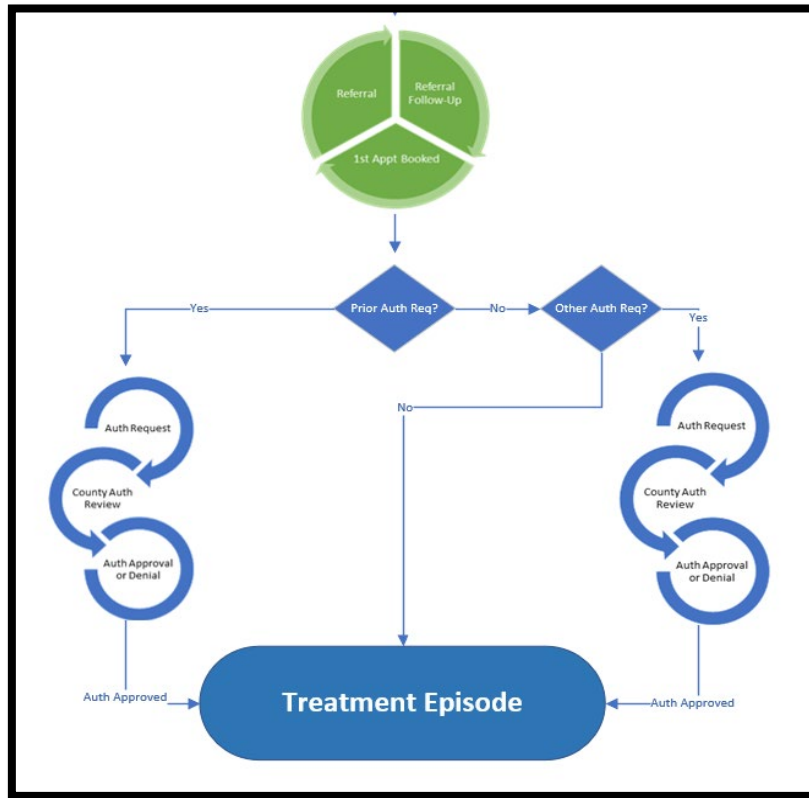 Referral
Referral
Follow-Up
1st Appt Booked
Prior Auth Req?
Other Auth Req?
Yes
No
Yes
No
Auth Request
County Auth
Review
Auth Approval
or Denial
Auth Request
County Auth
Review
Auth Approval
or Denial
Auth Approved
Treatment Episode
Auth Approved